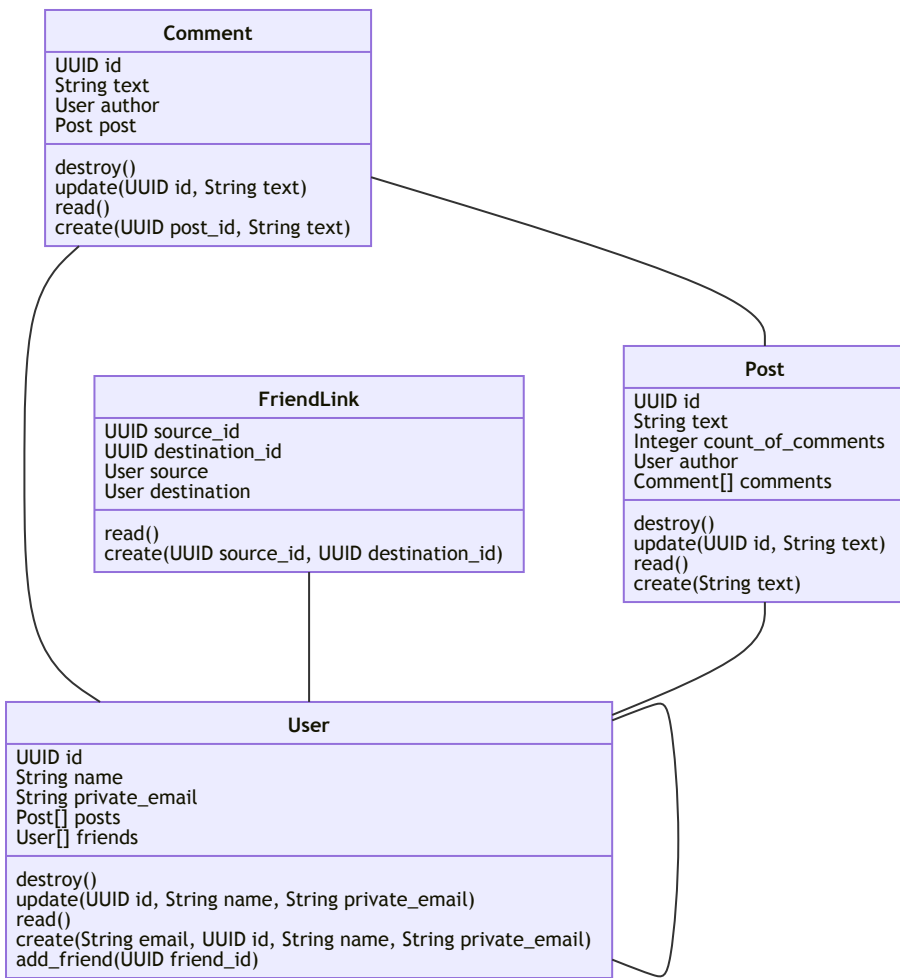 Comment
UUID id
String text
User author
Post post
destroy()
update(UUID id, String text)
read()
create(UUID post_id, String text)
FriendLink
UUID source_id
UUID destination_id
User source
User destination
read()
create(UUID source_id, UUID destination_id)
Post
UUID id
String text
Integer count_of_comments
User author
Comment[] comments
destroy()
update(UUID id, String text)
read()
create(String text)
User
UUID id
String name
String private_email
Post[] posts
User[] friends
destroy()
update(UUID id, String name, String private_email)
read()
create(String email, UUID id, String name, String private_email)
add_friend(UUID friend_id)